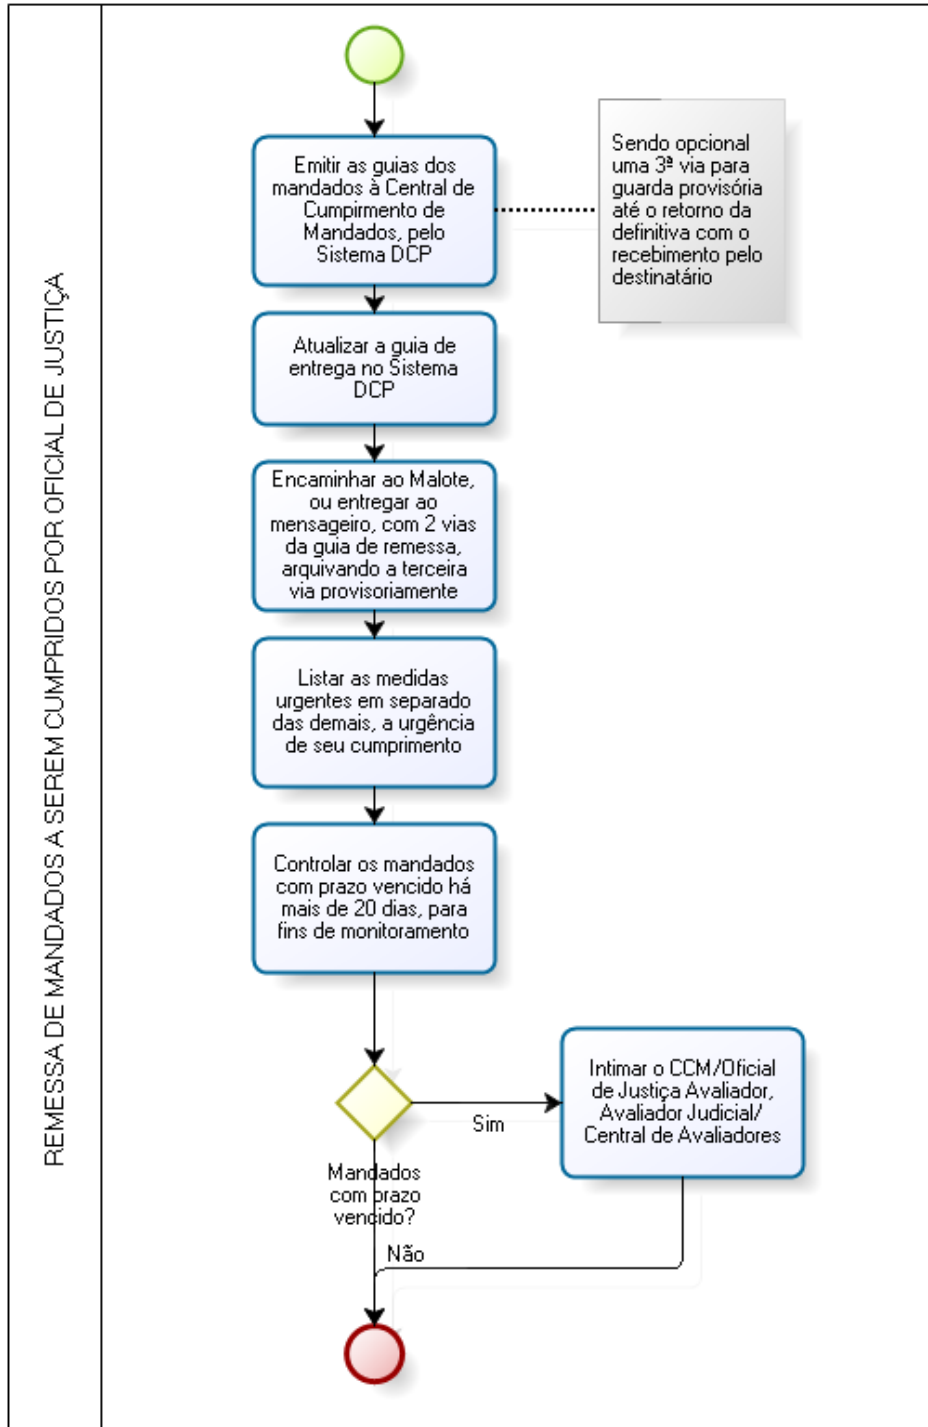 REMESSA DE MANDADOS A SEREM CUMPRIDOS POR OFICIAL DE JUSTIÇA
Emitir as guias dos
mandados à Central de
Cumpirmento de
Mandados, pelo
Sistema DCP
Sendo opcional
uma 3ª via para
guarda provisória
até o retorno da
definitiva com o
recebimento pelo
destinatário
Atualizar a guia de
entrega no Sistema
DCP
Encaminhar ao Malote,
ou entregar ao
mensageiro, com 2 vias
da guia de remessa,
arquivando a terceira
via provisoriamente
Listar as medidas
urgentes em separado
das demais, a urgência
de seu cumprimento
Controlar os mandados
com prazo vencido há
mais de 20 dias, para
fins de monitoramento
Intimar o CCM/Oficial
de Justiça Avaliador,
Avaliador Judicial/
Central de Avaliadores
Sim
Mandados
com prazo
vencido?
Não